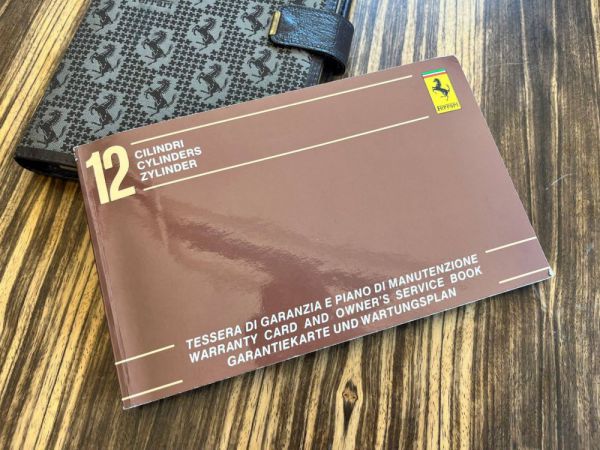 Ferrari
12
CILINDRI
CYLINDERS
ZYLINDER
Ferrari
TESSERA DI GARANZIA E PIANO DI MANUTENZIONE
WARRANTY CARD AND OWNER'S SERVICE BOOK
GARANTIEKARTE UND WARTUNGSPLAN